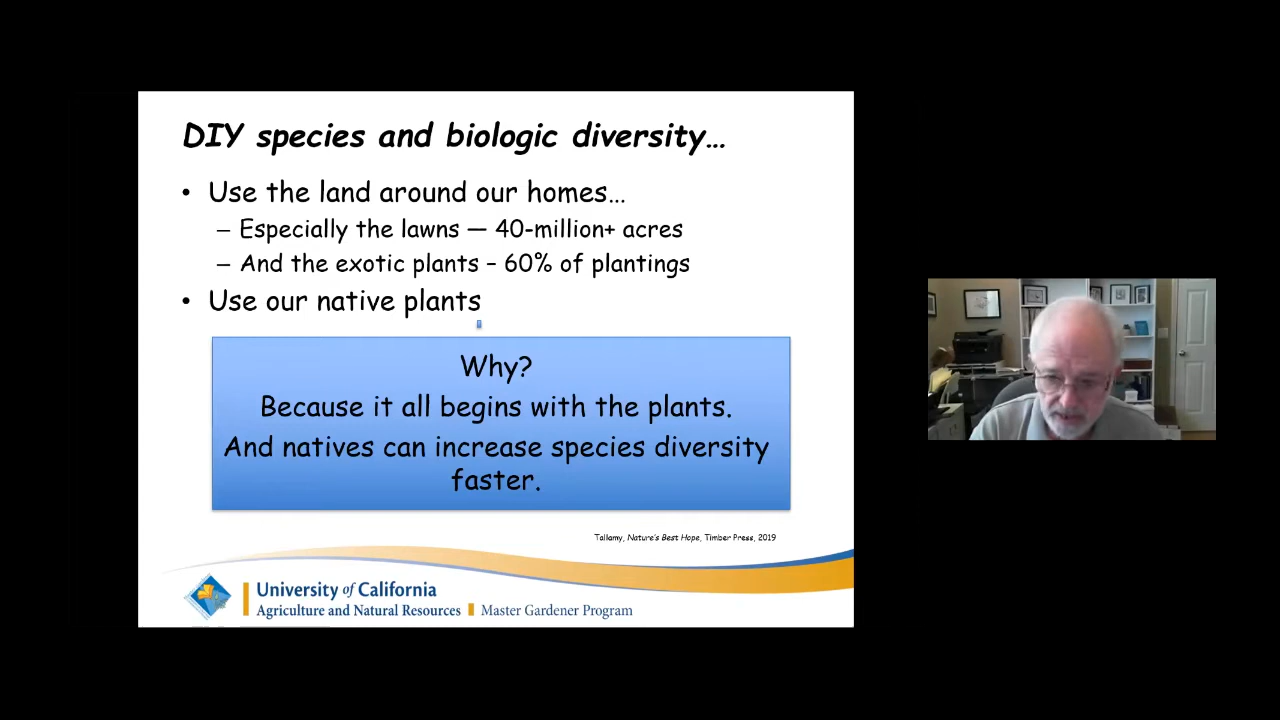 DIY species and biologic diversity…
• Use the land around our homes…
– Especially the lawns — 40-million+ acres
– And the exotic plants – 60% of plantings
• Use our native plants
Why?
Because it all begins with the plants.
And natives can increase species diversity
faster.
Tallamy, Nature's Best Hope, Timber Press, 2019
University of California
Agriculture and Natural Resources Master Gardener Program